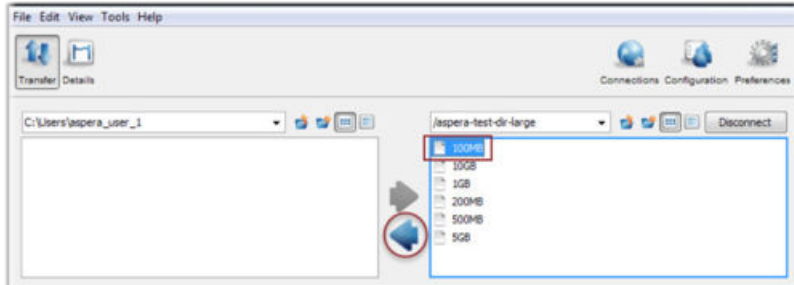 File Edit View Tools Help
Transfer Details
Connections Configuration Preferences
C:\Users\aspera_user_1
/aspera-test-dir-large
Disconnect
100MB
10GB
1GB
200MB
500MB
5GB